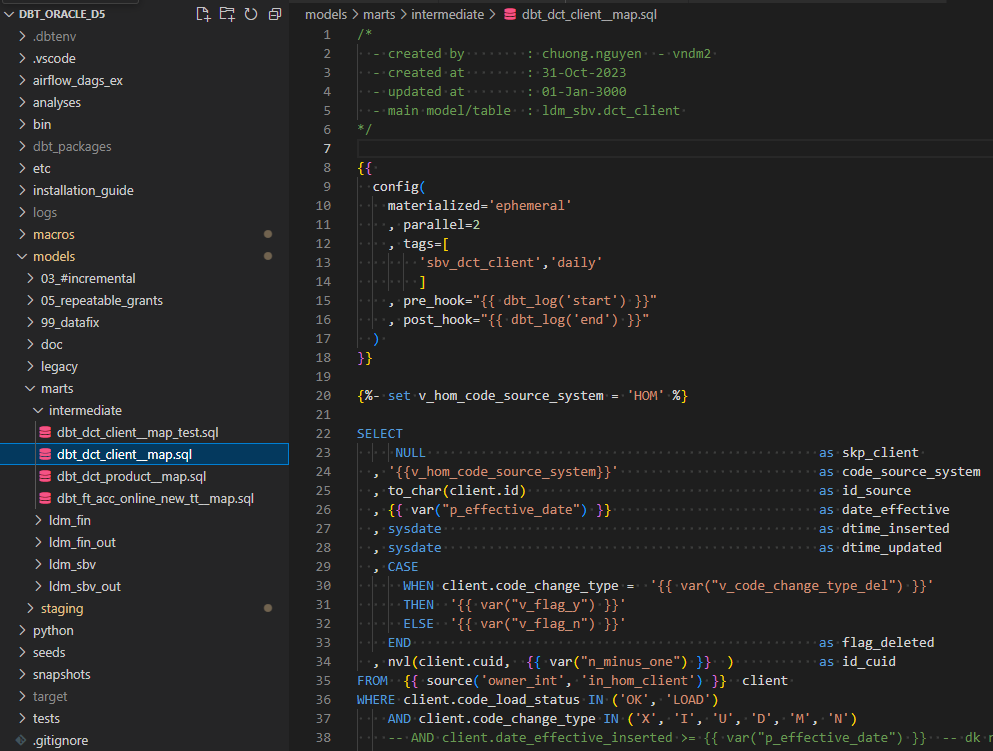 DBT_ORACLE_D5
.dbtenv
.vscode
airflow_dags_ex
analyses
bin
dbt_packages
etc
installation_guide
logs
macros
models
03_#incremental
05_repeatable_grants
99_datafix
doc
legacy
marts
intermediate
dbt_dct_client__map_test.sql
dbt_dct_client__map.sql
dbt_dct_product__map.sql
dbt_ft_acc_online_new_tt__map.sql
ldm_fin
ldm_fin_out
ldm_sbv
ldm_sbv_out
staging
python
seeds
snapshots
target
tests
.gitignore
models > marts > intermediate > dbt_dct_client__map.sql
1 /*
2 - created by : chuong.nguyen - vndm2
3 - created at : 31-Oct-2023
4 - updated at : 01-Jan-3000
5 - main model/table : ldm_sbv.dct_client
6 */
7
8 {{
9 config(
10 materialized='ephemeral'
11 , parallel=2
12 , tags=[
13 'sbv_dct_client','daily'
14 ]
15 , pre_hook="{{ dbt_log('start') }}"
16 , post_hook="{{ dbt_log('end') }}"
17 )
18 }}
19
20 {%- set v_hom_code_source_system = 'HOM' %}
21
22 SELECT
23 NULL as skp_client
24 , '{{v_hom_code_source_system}}' as code_source_system
25 , to_char(client.id) as id_source
26 , {{ var("p_effective_date") }} as date_effective
27 , sysdate as dtime_inserted
28 , sysdate as dtime_updated
29 , CASE
30 WHEN client.code_change_type = '{{ var("v_code_change_type_del") }}'
31 THEN '{{ var("v_flag_y") }}'
32 ELSE '{{ var("v_flag_n") }}'
33 END as flag_deleted
34 , nvl(client.cuid, {{ var("n_minus_one") }} ) as id_cuid
35 FROM {{ source('owner_int', 'in_hom_client') }} client
36 WHERE client.code_load_status IN ('OK', 'LOAD')
37 AND client.code_change_type IN ('X', 'I', 'U', 'D', 'M', 'N')
38 -- AND client.date_effective_inserted >= {{ var("p_effective_date") }} -- dk